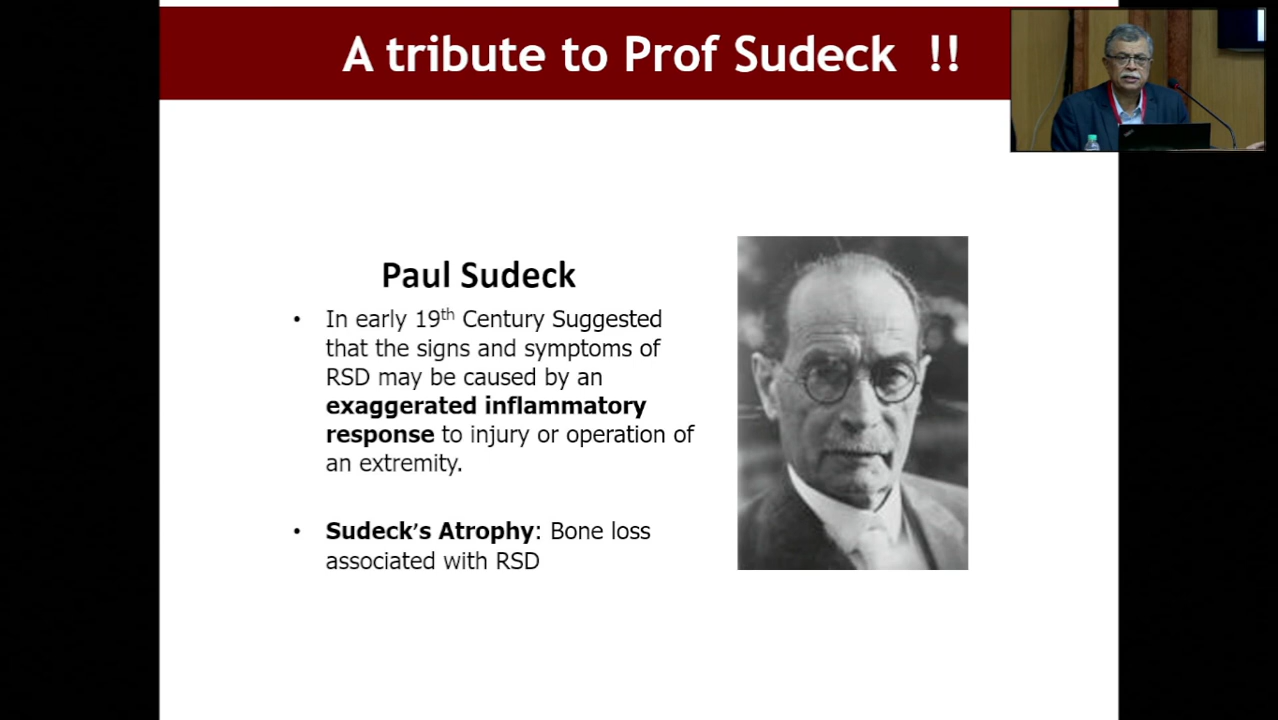 A tribute to Prof Sudeck !!
Paul Sudeck
• In early 19th Century Suggested
that the signs and symptoms of
RSD may be caused by an
exaggerated inflammatory
response to injury or operation of
an extremity.
• Sudeck’s Atrophy: Bone loss
associated with RSD